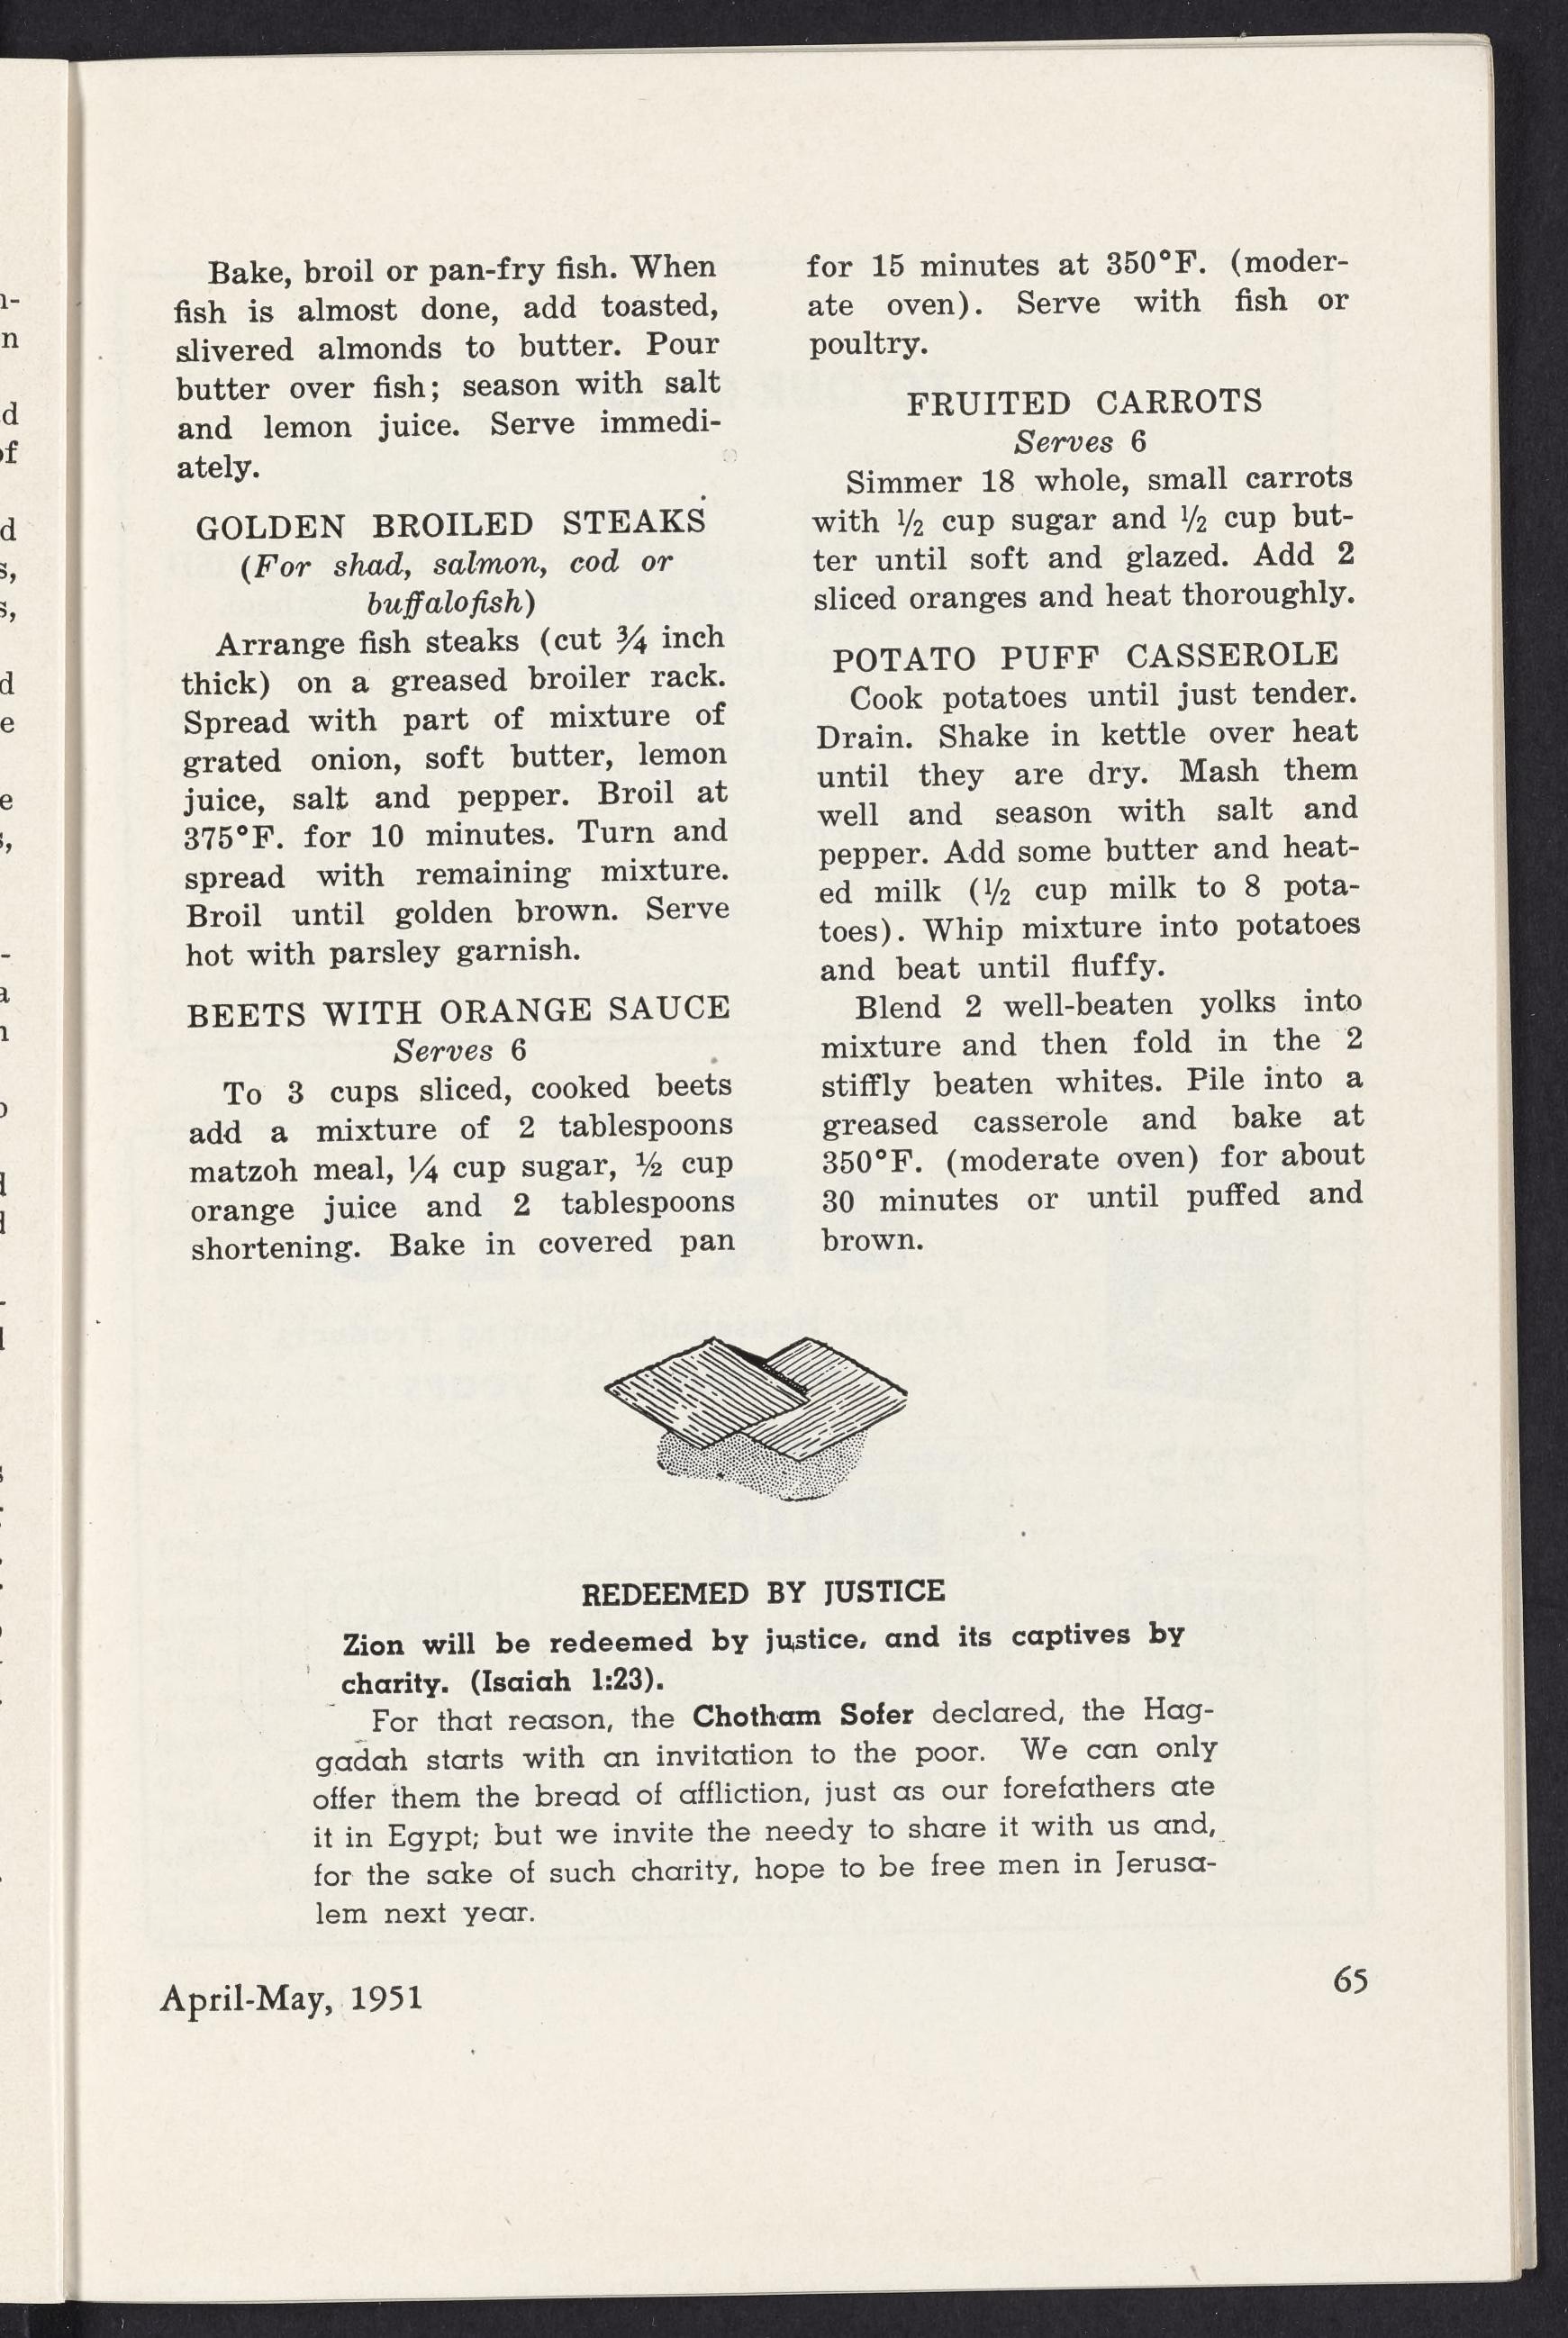 Bake, broil or pan-fry fish. When
fish is almost done, add toasted,
slivered almonds to butter. Pour
butter over fish; season with salt
and lemon juice. Serve immedi-
ately.
GOLDEN BROILED STEAKS
(For shad, salmon, cod or
buffalofish)
Arrange fish steaks (cut ¾ inch
thick) on a greased broiler rack.
Spread with part of mixture of
grated onion, soft butter, lemon
juice, salt and pepper. Broil at
375°F. for 10 minutes. Turn and
spread with remaining mixture.
Broil until golden brown. Serve
hot with parsley garnish.
BEETS WITH ORANGE SAUCE
Serves 6
To 3 cups sliced, cooked beets
add a mixture of 2 tablespoons
matzoh meal, ¼ cup sugar, ½ cup
orange juice and 2 tablespoons
shortening. Bake in covered pan
for 15 minutes at 350°F. (moder-
ate oven). Serve with fish or
poultry.
FRUITED CARROTS
Serves 6
Simmer 18 whole, small carrots
with ½ cup sugar and ½ cup but-
ter until soft and glazed. Add 2
sliced oranges and heat thoroughly.
POTATO PUFF CASSEROLE
Cook potatoes until just tender.
Drain. Shake in kettle over heat
until they are dry. Mash them
well and season with salt and
pepper. Add some butter and heat-
ed milk (½ cup milk to 8 pota-
toes). Whip mixture into potatoes
and beat until fluffy.
Blend 2 well-beaten yolks into
mixture and then fold in the 2
stiffly beaten whites. Pile into a
greased casserole and bake at
350°F. (moderate oven) for about
30 minutes or until puffed and
brown.
REDEEMED BY JUSTICE
Zion will be redeemed by justice, and its captives by
charity. (Isaiah 1:23).
For that reason, the Chotham Sofer declared, the Hag-
gadah starts with an invitation to the poor. We can only
offer them the bread of affliction, just as our forefathers ate
it in Egypt; but we invite the needy to share it with us and,
for the sake of such charity, hope to be free men in Jerusa-
lem next year.
April-May, 1951
65